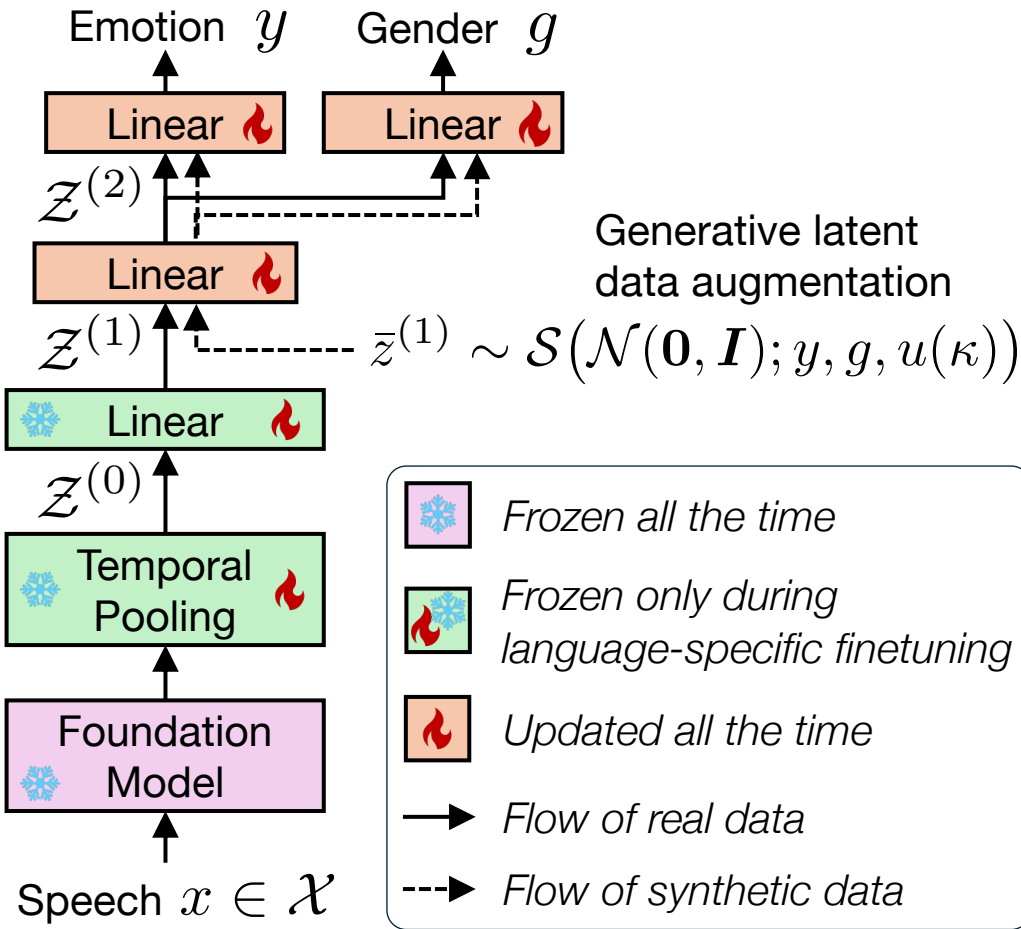 Emotion y
Gender g
Linear
Linear
𝒵^(2)
Linear
Generative latent
data augmentation
𝒵^(1)
z̄^(1) ∼ 𝒮(𝒩(𝟎, 𝑰); y, g, u(κ))
Linear
𝒵^(0)
Temporal
Pooling
Foundation
Model
Speech x ∈ 𝒳
Frozen all the time
Frozen only during
language-specific finetuning
Updated all the time
Flow of real data
Flow of synthetic data